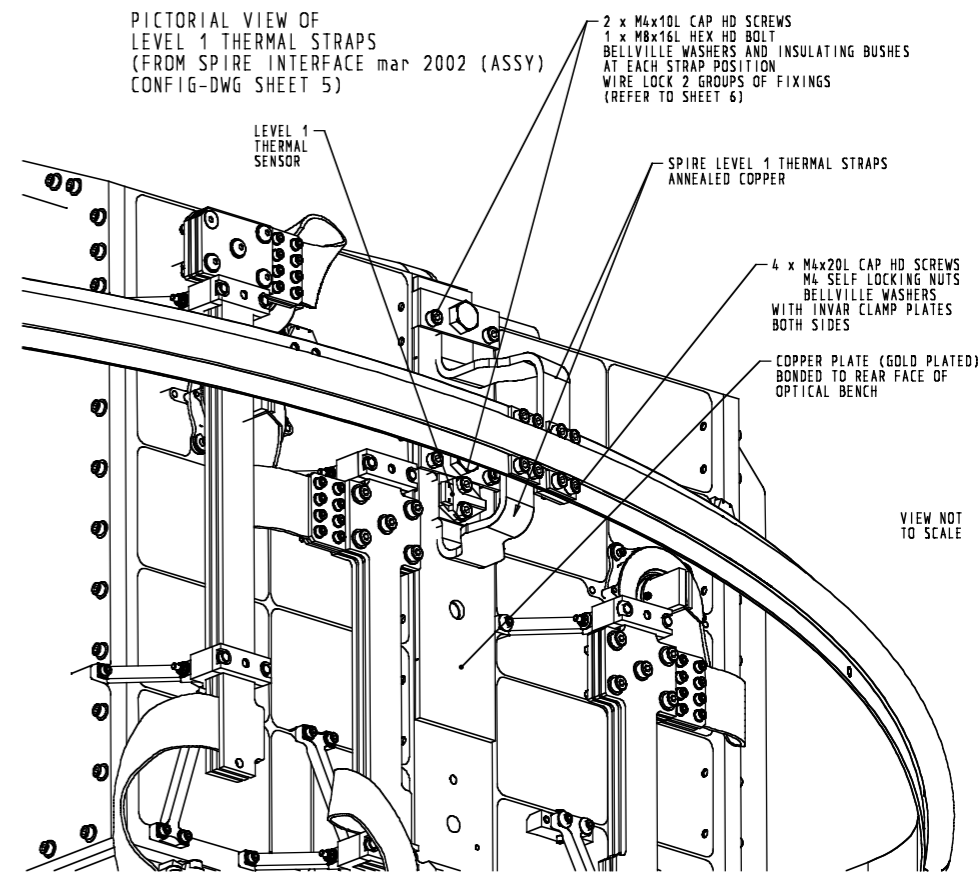 PICTORIAL VIEW OF
LEVEL 1 THERMAL STRAPS
(FROM SPIRE INTERFACE mar 2002 (ASSY)
CONFIG-DWG SHEET 5)
2 x M4x10L CAP HD SCREWS
1 x M8x16L HEX HD BOLT
BELLVILLE WASHERS AND INSULATING BUSHES
AT EACH STRAP POSITION
WIRE LOCK 2 GROUPS OF FIXINGS
(REFER TO SHEET 6)
LEVEL 1
THERMAL
SENSOR
SPIRE LEVEL 1 THERMAL STRAPS
ANNEALED COPPER
4 x M4x20L CAP HD SCREWS
M4 SELF LOCKING NUTS
BELLVILLE WASHERS
WITH INVAR CLAMP PLATES
BOTH SIDES
COPPER PLATE (GOLD PLATED)
BONDED TO REAR FACE OF
OPTICAL BENCH
VIEW NOT
TO SCALE